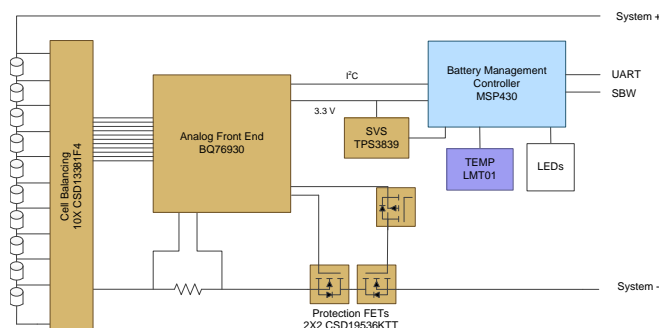 System +
Cell Balancing
10X CSD13381F4
Analog Front End
BQ76930
I²C
3.3 V
SVS
TPS3839
Battery Management
Controller
MSP430
UART
SBW
TEMP
LMT01
LEDs
System -
Protection FETs
2X2 CSD19536KTT